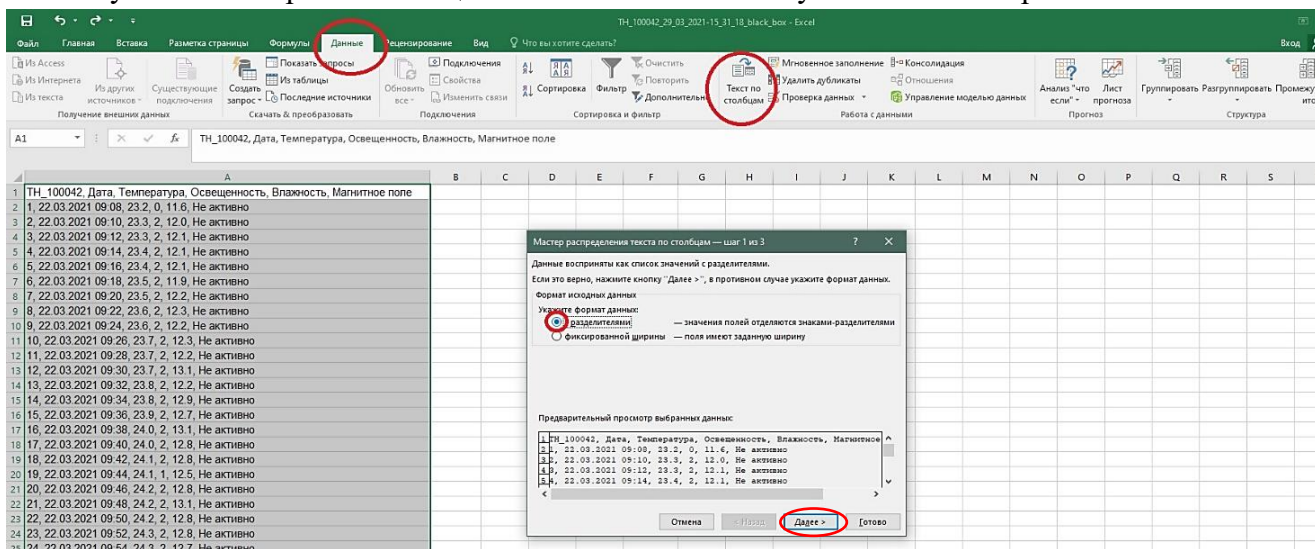 TH_100042_29_03_2021-15_31_18_black_box - Excel
Файл Главная Вставка Разметка страницы Формулы Данные Рецензирование Вид Что вы хотите сделать? Вход
Из Access
Из Интернета
Из текста
Из других источников
Существующие подключения
Получение внешних данных
Создать запрос
Показать запросы
Из таблицы
Последние источники
Скачать & преобразовать
Обновить все
Подключения
Свойства
Изменить связи
Подключения
Сортировка
Фильтр
Очистить
Повторить
Дополнительно
Сортировка и фильтр
Текст по столбцам
Мгновенное заполнение
Удалить дубликаты
Проверка данных
Консолидация
Отношения
Управление моделью данных
Работа с данными
Анализ "что если"
Лист прогноза
Прогноз
Группировать
Разгруппировать
Структура
A1 fx TH_100042, Дата, Температура, Освещенность, Влажность, Магнитное поле
A B C D E F G H I J K L M N O P Q R S
1 TH_100042, Дата, Температура, Освещенность, Влажность, Магнитное поле
2 1, 22.03.2021 09:08, 23.2, 0, 11.6, Не активно
3 2, 22.03.2021 09:10, 23.3, 2, 12.0, Не активно
4 3, 22.03.2021 09:12, 23.3, 2, 12.1, Не активно
5 4, 22.03.2021 09:14, 23.4, 2, 12.1, Не активно
6 5, 22.03.2021 09:16, 23.4, 2, 12.1, Не активно
7 6, 22.03.2021 09:18, 23.5, 2, 11.9, Не активно
8 7, 22.03.2021 09:20, 23.5, 2, 12.2, Не активно
9 8, 22.03.2021 09:22, 23.6, 2, 12.3, Не активно
10 9, 22.03.2021 09:24, 23.6, 2, 12.2, Не активно
11 10, 22.03.2021 09:26, 23.7, 2, 12.3, Не активно
12 11, 22.03.2021 09:28, 23.7, 2, 12.2, Не активно
13 12, 22.03.2021 09:30, 23.7, 2, 13.1, Не активно
14 13, 22.03.2021 09:32, 23.8, 2, 12.2, Не активно
15 14, 22.03.2021 09:34, 23.8, 2, 12.9, Не активно
16 15, 22.03.2021 09:36, 23.9, 2, 12.7, Не активно
17 16, 22.03.2021 09:38, 24.0, 2, 13.1, Не активно
18 17, 22.03.2021 09:40, 24.0, 2, 12.8, Не активно
19 18, 22.03.2021 09:42, 24.1, 2, 12.8, Не активно
20 19, 22.03.2021 09:44, 24.1, 1, 12.5, Не активно
21 20, 22.03.2021 09:46, 24.2, 2, 12.8, Не активно
22 21, 22.03.2021 09:48, 24.2, 2, 13.1, Не активно
23 22, 22.03.2021 09:50, 24.2, 2, 12.8, Не активно
24 23, 22.03.2021 09:52, 24.3, 2, 12.8, Не активно
25 24, 22.03.2021 09:54, 24.3, 2, 12.7, Не активно
Мастер распределения текста по столбцам — шаг 1 из 3 ? ×
Данные восприняты как список значений с разделителями.
Если это верно, нажмите кнопку "Далее >", в противном случае укажите формат данных.
Формат исходных данных
Укажите формат данных:
разделителями — значения полей отделяются знаками-разделителями
фиксированной ширины — поля имеют заданную ширину
Предварительный просмотр выбранных данных:
1 TH_100042, Дата, Температура, Освещенность, Влажность, Магнитное
2 1, 22.03.2021 09:08, 23.2, 0, 11.6, Не активно
3 2, 22.03.2021 09:10, 23.3, 2, 12.0, Не активно
4 3, 22.03.2021 09:12, 23.3, 2, 12.1, Не активно
5 4, 22.03.2021 09:14, 23.4, 2, 12.1, Не активно
Отмена < Назад Далее > Готово